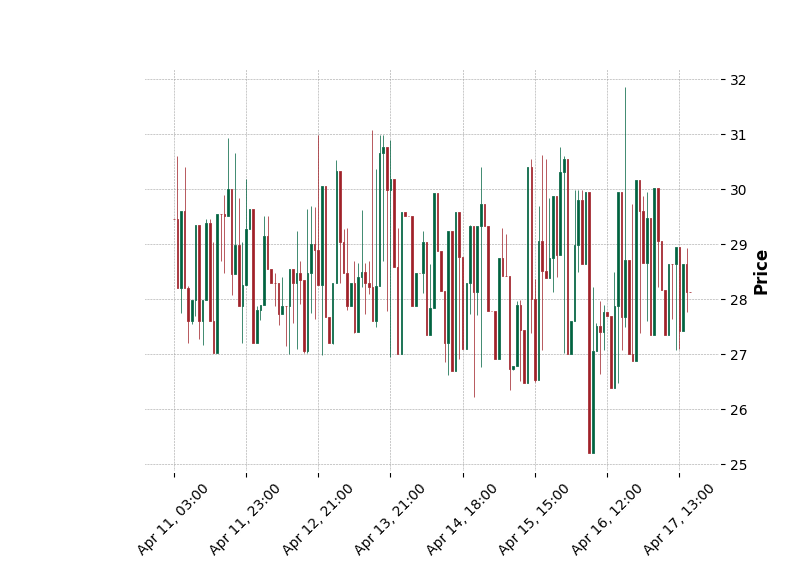 32
31
30
29
28
27
26
25
Price
Apr 11, 03:00
Apr 11, 23:00
Apr 12, 21:00
Apr 13, 21:00
Apr 14, 18:00
Apr 15, 15:00
Apr 16, 12:00
Apr 17, 13:00